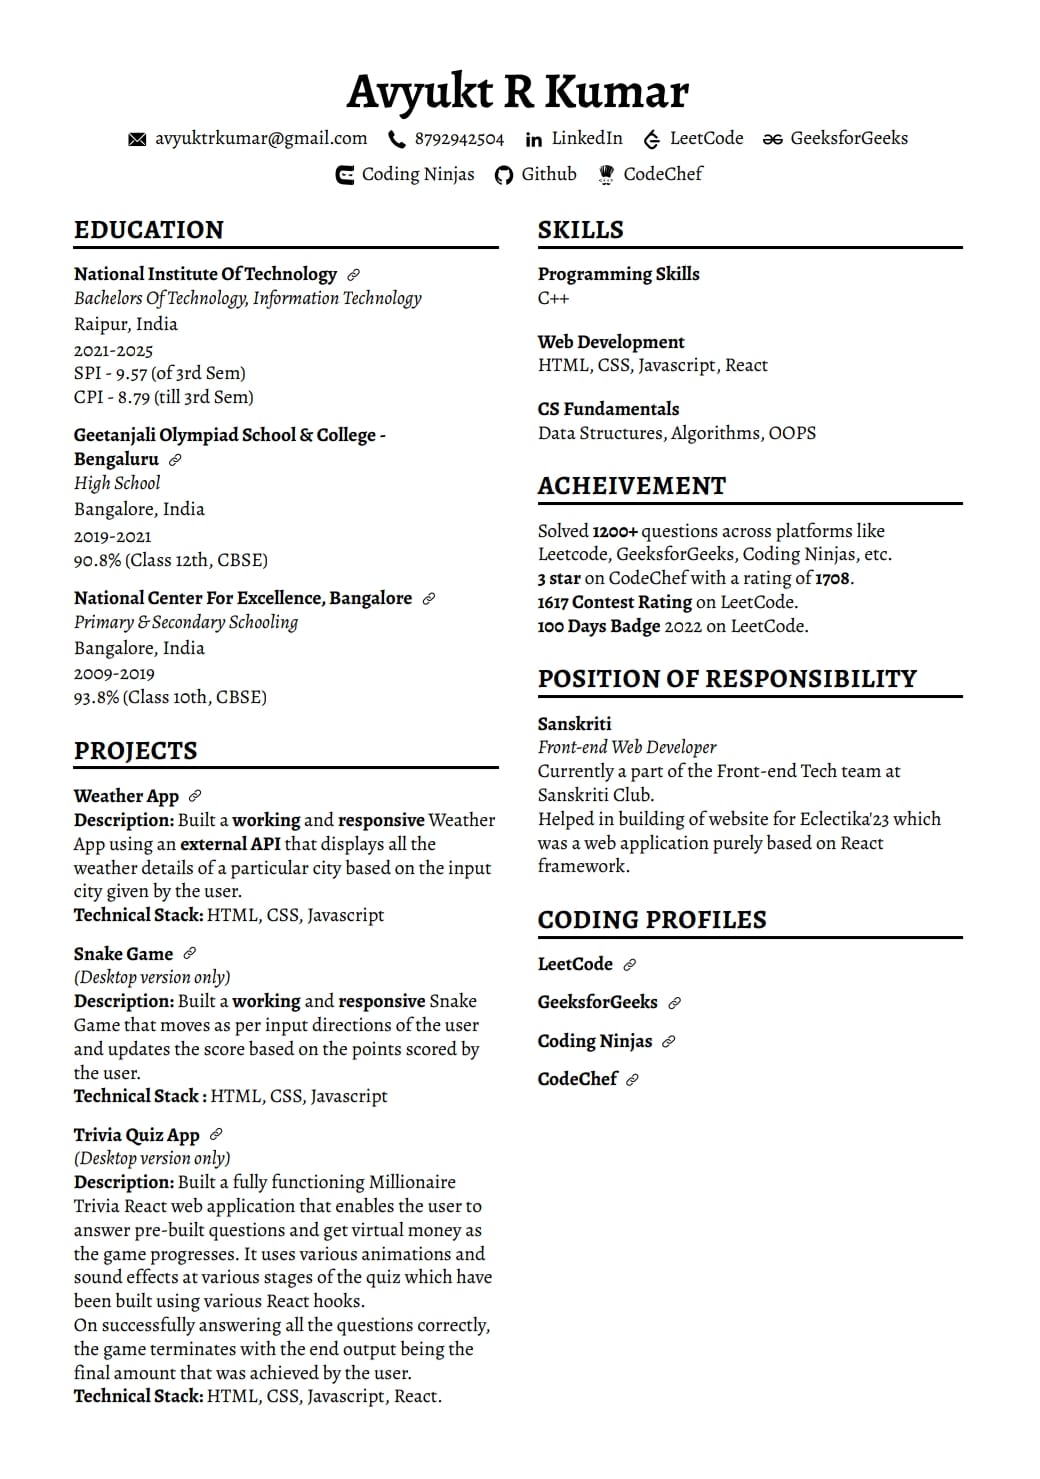 Avyukt R Kumar
avyuktrkumar@gmail.com 8792942504 LinkedIn LeetCode GeeksforGeeks
Coding Ninjas Github CodeChef
EDUCATION
National Institute Of Technology
Bachelors Of Technology, Information Technology
Raipur, India
2021-2025
SPI - 9.57 (of 3rd Sem)
CPI - 8.79 (till 3rd Sem)
Geetanjali Olympiad School & College -
Bengaluru
High School
Bangalore, India
2019-2021
90.8% (Class 12th, CBSE)
National Center For Excellence, Bangalore
Primary & Secondary Schooling
Bangalore, India
2009-2019
93.8% (Class 10th, CBSE)
PROJECTS
Weather App
Description: Built a working and responsive Weather
App using an external API that displays all the
weather details of a particular city based on the input
city given by the user.
Technical Stack: HTML, CSS, Javascript
Snake Game
(Desktop version only)
Description: Built a working and responsive Snake
Game that moves as per input directions of the user
and updates the score based on the points scored by
the user.
Technical Stack : HTML, CSS, Javascript
Trivia Quiz App
(Desktop version only)
Description: Built a fully functioning Millionaire
Trivia React web application that enables the user to
answer pre-built questions and get virtual money as
the game progresses. It uses various animations and
sound effects at various stages of the quiz which have
been built using various React hooks.
On successfully answering all the questions correctly,
the game terminates with the end output being the
final amount that was achieved by the user.
Technical Stack: HTML, CSS, Javascript, React.
SKILLS
Programming Skills
C++
Web Development
HTML, CSS, Javascript, React
CS Fundamentals
Data Structures, Algorithms, OOPS
ACHEIVEMENT
Solved 1200+ questions across platforms like
Leetcode, GeeksforGeeks, Coding Ninjas, etc.
3 star on CodeChef with a rating of 1708.
1617 Contest Rating on LeetCode.
100 Days Badge 2022 on LeetCode.
POSITION OF RESPONSIBILITY
Sanskriti
Front-end Web Developer
Currently a part of the Front-end Tech team at
Sanskriti Club.
Helped in building of website for Eclectika'23 which
was a web application purely based on React
framework.
CODING PROFILES
LeetCode
GeeksforGeeks
Coding Ninjas
CodeChef